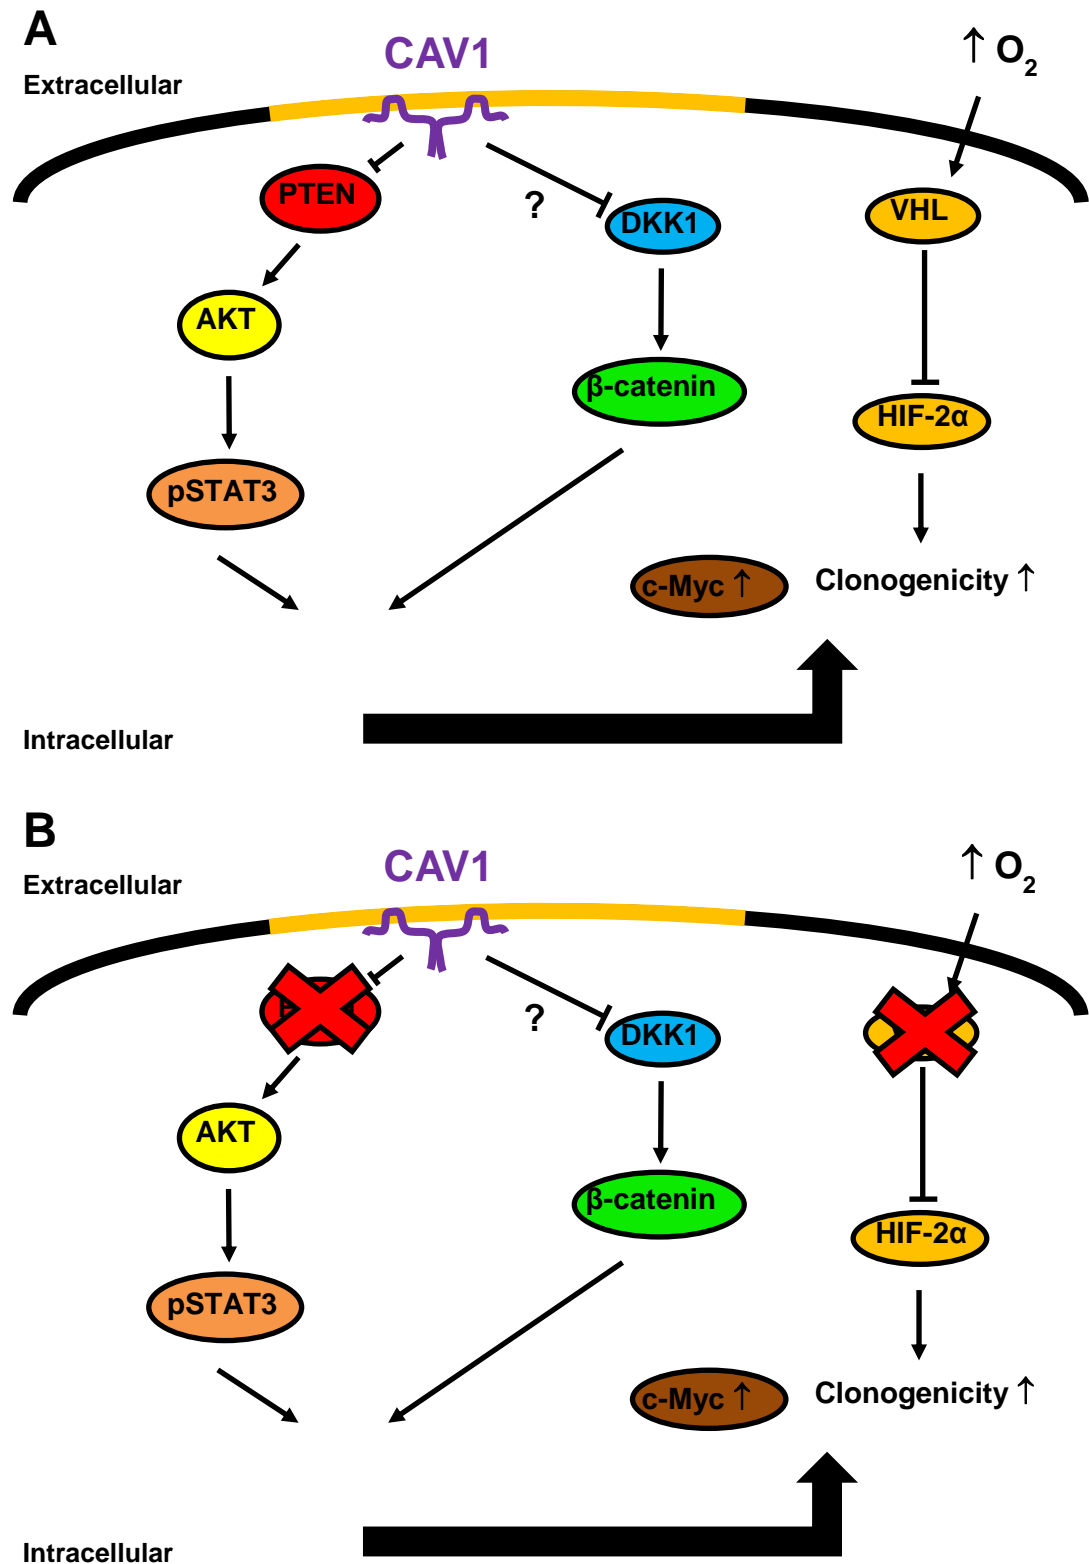 A
CAV1
↑ O2
Extracellular
PTEN
VHL
?
DKK1
AKT
β-catenin
HIF-2α
pSTAT3
c-Myc ↑
Clonogenicity ↑
Intracellular
B
CAV1
↑ O2
Extracellular
?
DKK1
AKT
β-catenin
HIF-2α
pSTAT3
c-Myc ↑
Clonogenicity ↑
Intracellular